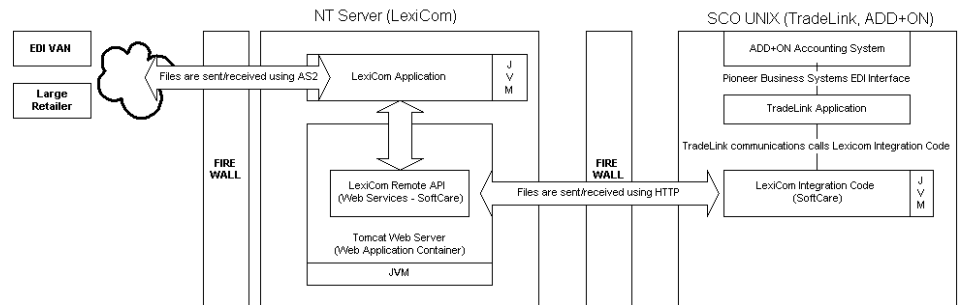 NT Server (LexiCom)
SCO UNIX (TradeLink, ADD+ON)
EDI VAN
Large
Retailer
Files are sent/received using AS2
FIRE
WALL
LexiCom Application
J
V
M
LexiCom Remote API
(Web Services - SoftCare)
Tomcat Web Server
(Web Application Container)
JVM
FIRE
WALL
Files are sent/received using HTTP
ADD+ON Accounting System
Pioneer Business Systems EDI Interface
TradeLink Application
TradeLink communications calls Lexicom Integration Code
LexiCom Integration Code
(SoftCare)
J
V
M